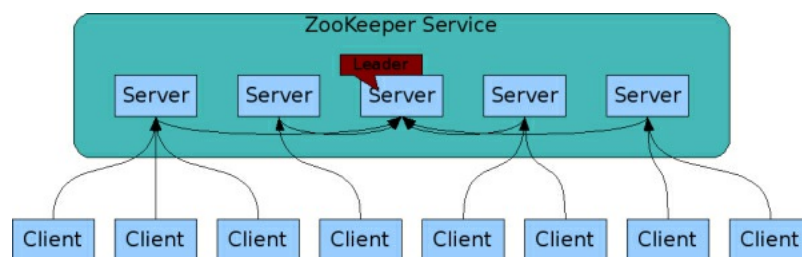 ZooKeeper Service
Leader
Server Server Server Server Server
Client Client Client Client Client Client Client Client